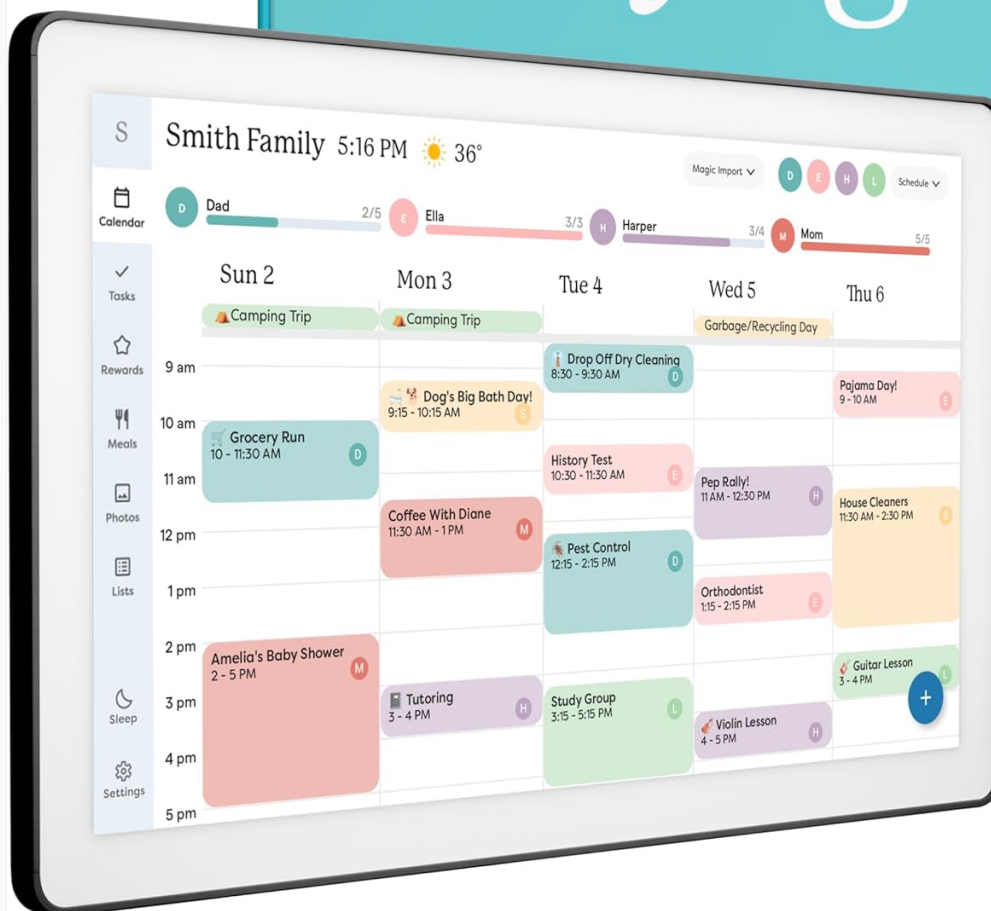 S
Smith Family 5:16 PM 36°
Magic Import
D
E
H
L
Schedule
Calendar
Tasks
Rewards
Meals
Photos
Lists
Sleep
Settings
D
Dad
2/5
E
Ella
3/3
H
Harper
3/4
M
Mom
5/5
Sun 2
Mon 3
Tue 4
Wed 5
Thu 6
Camping Trip
Camping Trip
Garbage/Recycling Day
9 am
10 am
11 am
12 pm
1 pm
2 pm
3 pm
4 pm
5 pm
Grocery Run
10 - 11:30 AM
D
Amelia's Baby Shower
2 - 5 PM
M
Dog's Big Bath Day!
9:15 - 10:15 AM
S
Coffee With Diane
11:30 AM - 1 PM
M
Tutoring
3 - 4 PM
H
Drop Off Dry Cleaning
8:30 - 9:30 AM
D
History Test
10:30 - 11:30 AM
E
Pest Control
12:15 - 2:15 PM
D
Study Group
3:15 - 5:15 PM
L
Pep Rally!
11 AM - 12:30 PM
H
Orthodontist
1:15 - 2:15 PM
E
Violin Lesson
4 - 5 PM
H
Pajama Day!
9 - 10 AM
E
House Cleaners
11:30 AM - 2:30 PM
S
Guitar Lesson
3 - 4 PM
L
+